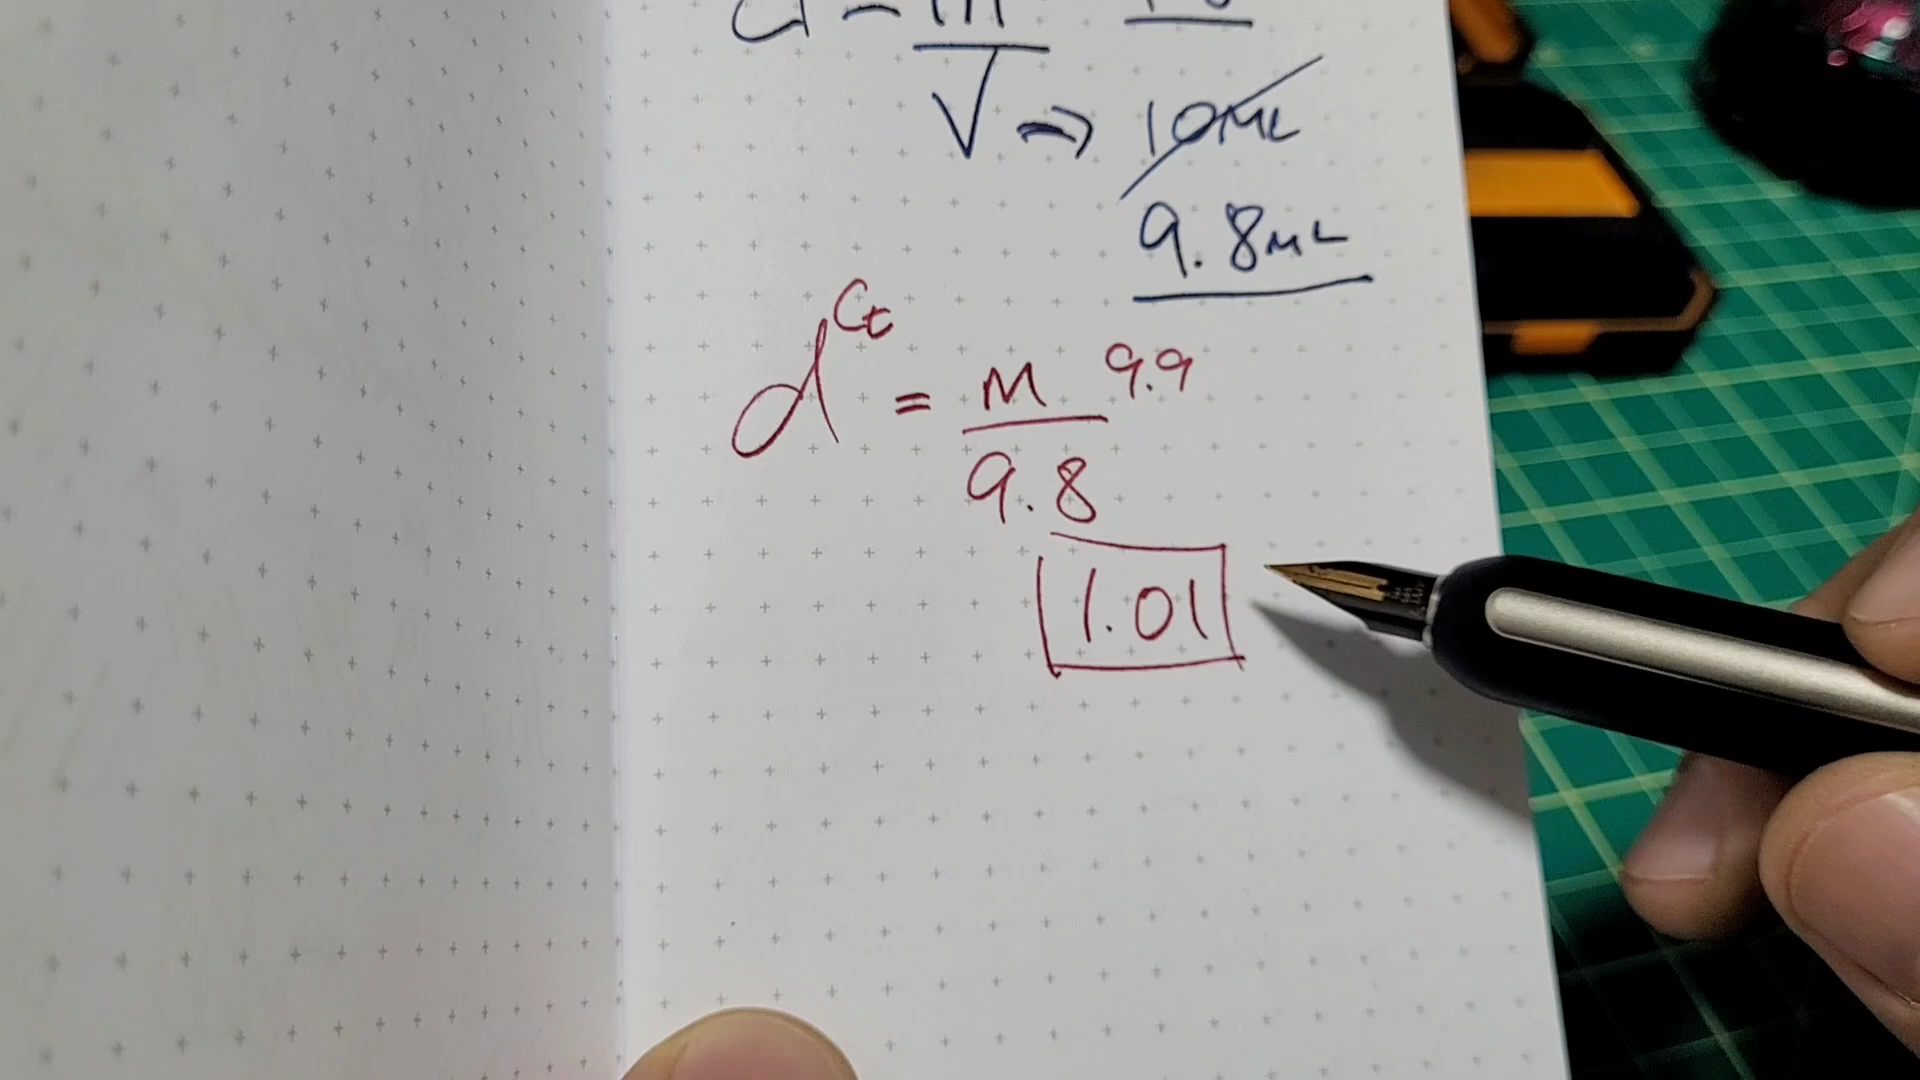 d = m
V ⇒ 10ML
9.8ML
d Ct = M 9.9
9.8
1.01